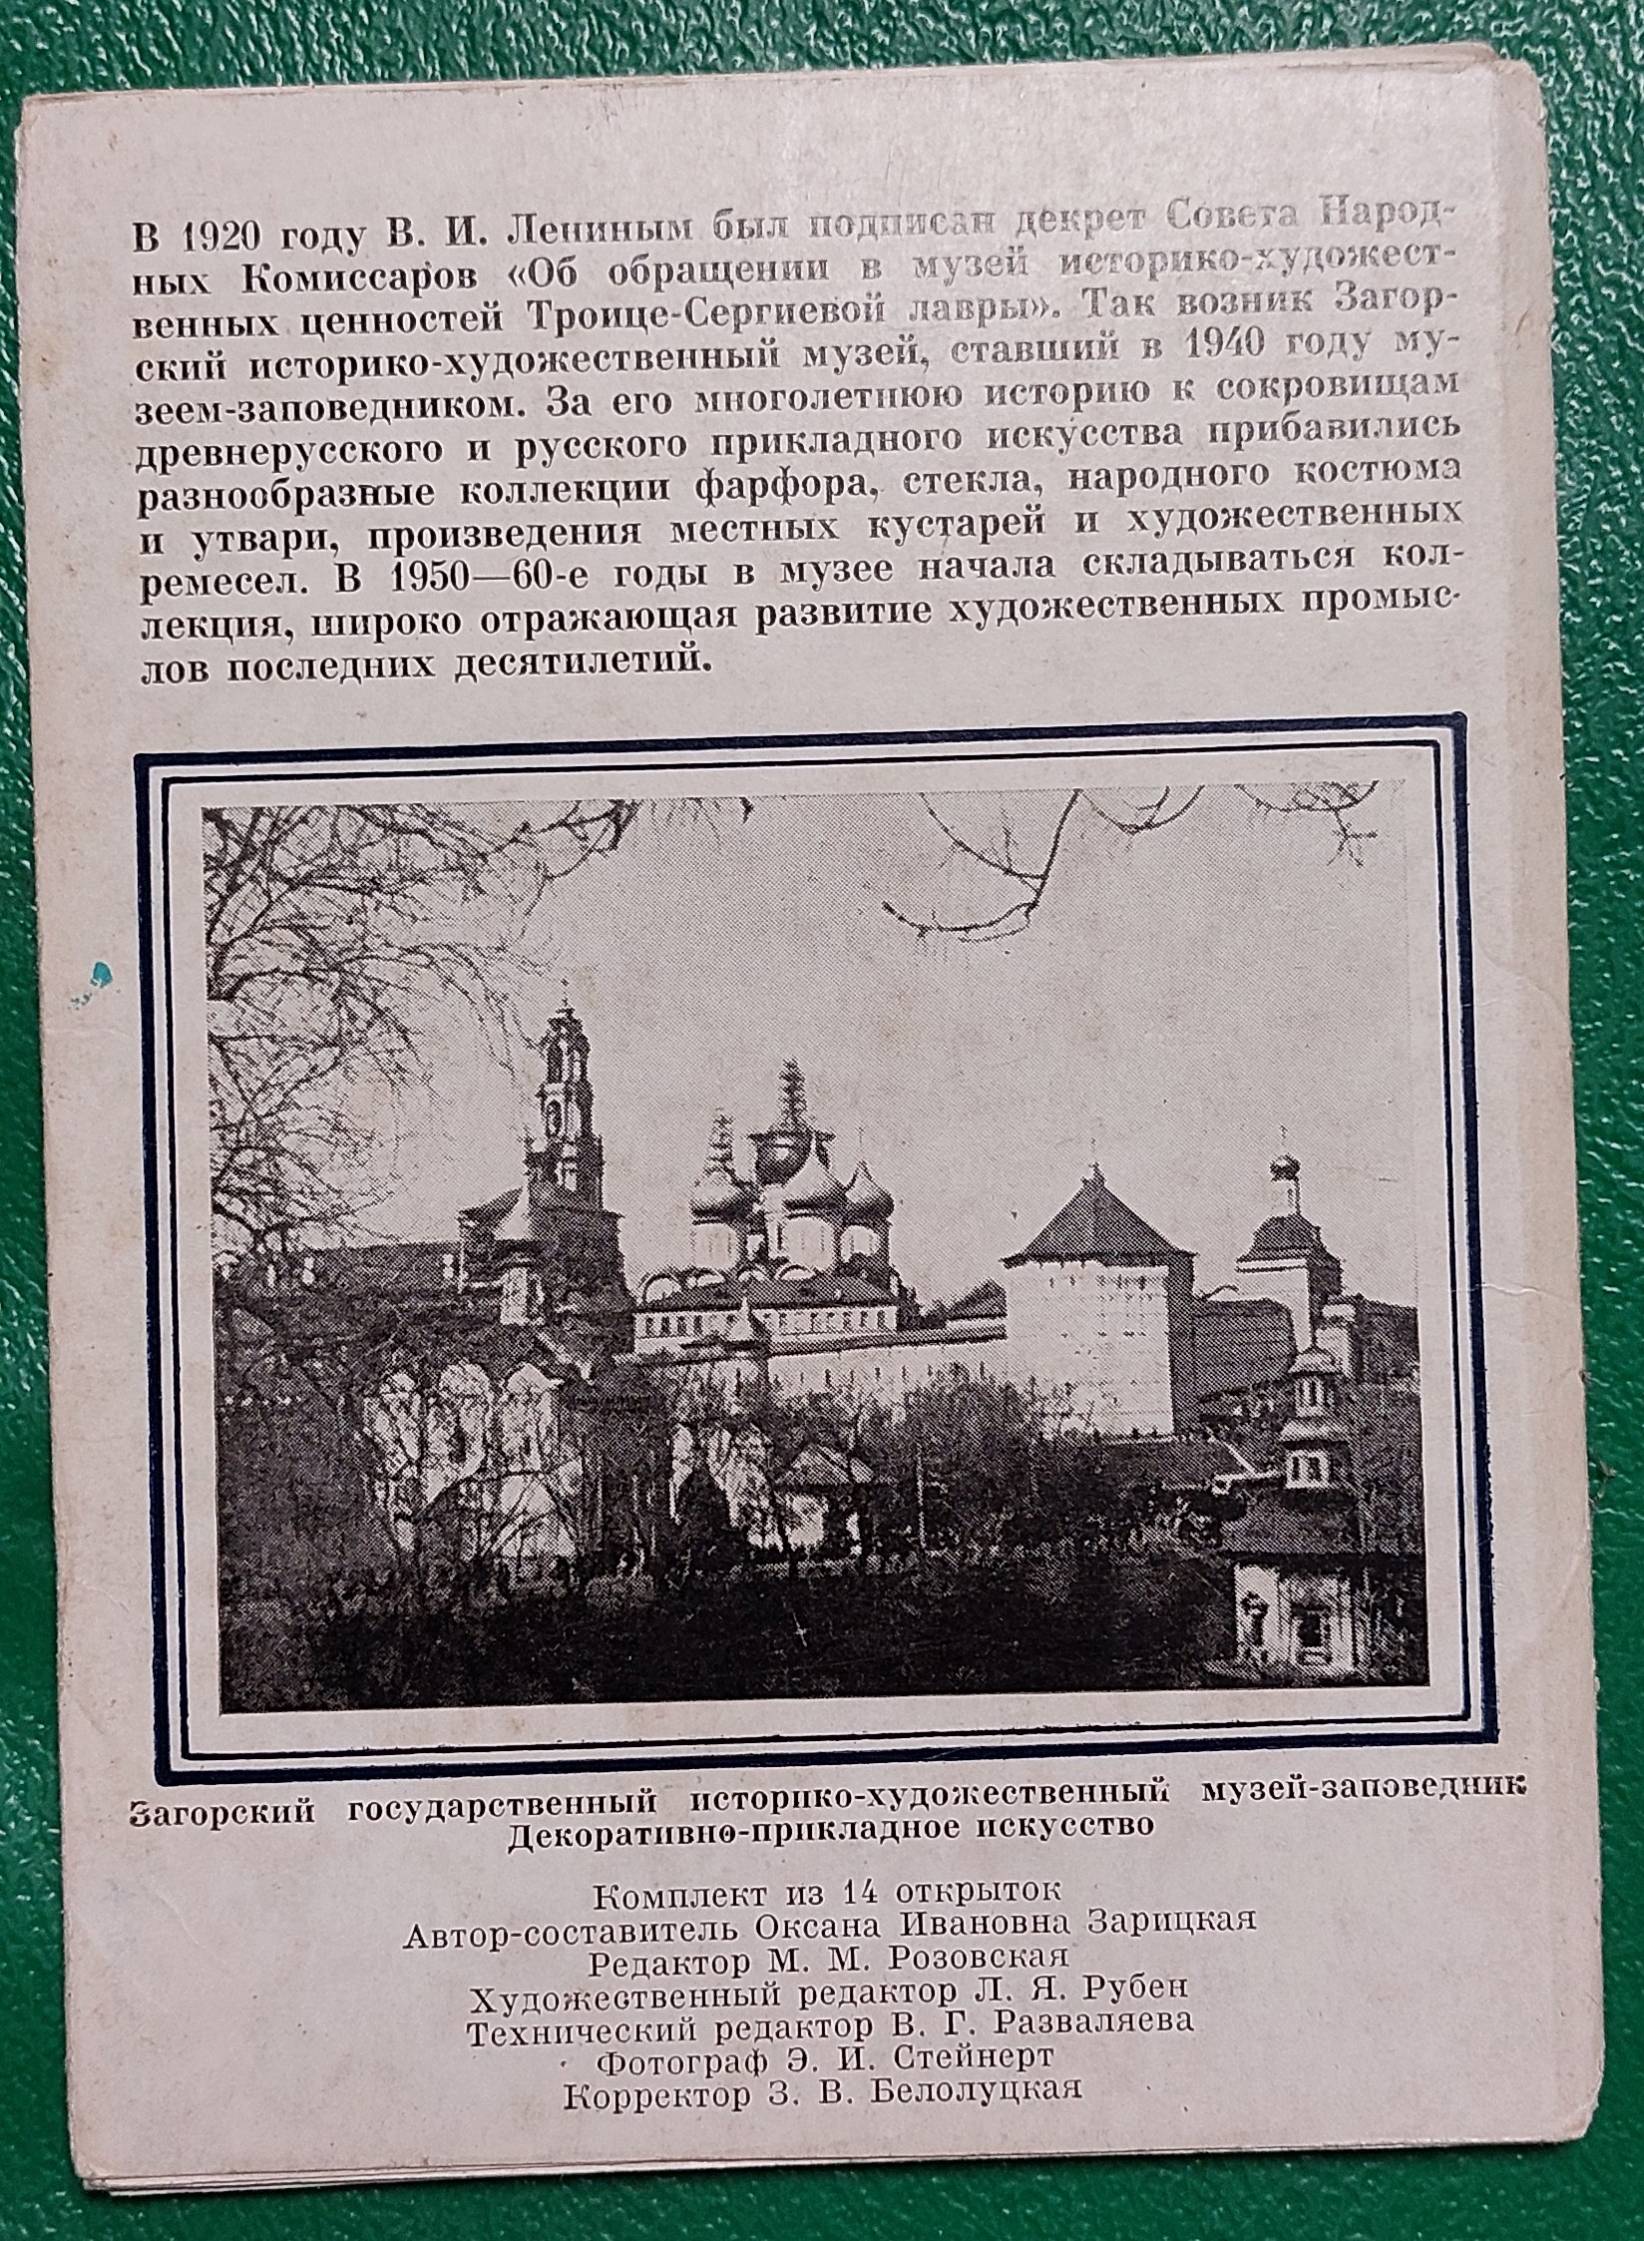 В 1920 году В. И. Лениным был подписан декрет Совета Народ-
ных Комиссаров «Об обращении в музей историко-художест-
венных ценностей Троице-Сергиевой лавры». Так возник Загор-
ский историко-художественный музей, ставший в 1940 году му-
зеем-заповедником. За его многолетнюю историю к сокровищам
древнерусского и русского прикладного искусства прибавились
разнообразные коллекции фарфора, стекла, народного костюма
и утвари, произведения местных кустарей и художественных
ремесел. В 1950—60-е годы в музее начала складываться кол-
лекция, широко отражающая развитие художественных промыс-
лов последних десятилетий.
Загорский государственный историко-художественный музей-заповедник
Декоративно-прикладное искусство
Комплект из 14 открыток
Автор-составитель Оксана Ивановна Зарицкая
Редактор М. М. Розовская
Художественный редактор Л. Я. Рубен
Технический редактор В. Г. Разваляева
Фотограф Э. И. Стейнерт
Корректор З. В. Белолуцкая